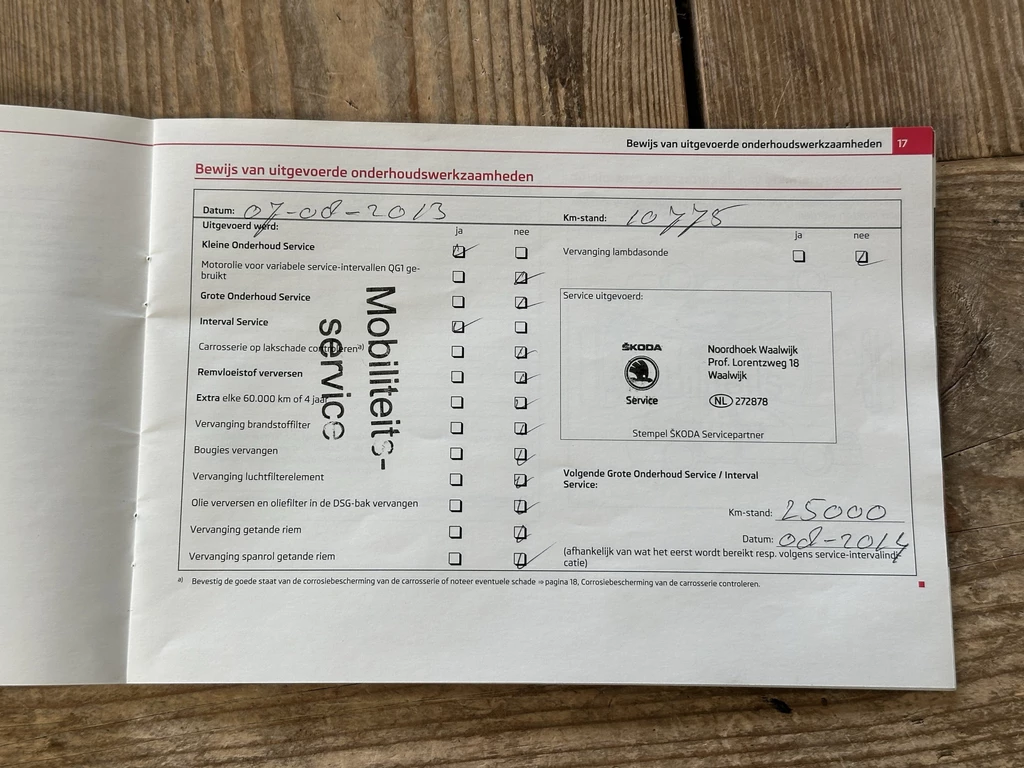 Bewijs van uitgevoerde onderhoudswerkzaamheden 17
Bewijs van uitgevoerde onderhoudswerkzaamheden
Datum: 07-08-2013
Km-stand: 10775
Uitgevoerd werd:
ja nee
Kleine Onderhoud Service
Motorolie voor variabele service-intervallen QG1 ge-
bruikt
Grote Onderhoud Service
Interval Service
Carrosserie op lakschade controleren a)
Remvloeistof verversen
Extra elke 60.000 km of 4 jaar
Vervanging brandstoffilter
Bougies vervangen
Vervanging luchtfilterelement
Olie verversen en oliefilter in de DSG-bak vervangen
Vervanging getande riem
Vervanging spanrol getande riem
Mobiliteits-
service
ja nee
Vervanging lambdasonde
Service uitgevoerd:
ŠKODA
Service
Noordhoek Waalwijk
Prof. Lorentzweg 18
Waalwijk
NL 272878
Stempel ŠKODA Servicepartner
Volgende Grote Onderhoud Service / Interval
Service:
Km-stand: 25000
Datum: 08-2014
(afhankelijk van wat het eerst wordt bereikt resp. volgens service-intervalindi-
catie)
a) Bevestig de goede staat van de corrosiebescherming van de carrosserie of noteer eventuele schade ⇒ pagina 18, Corrosiebescherming van de carrosserie controleren.